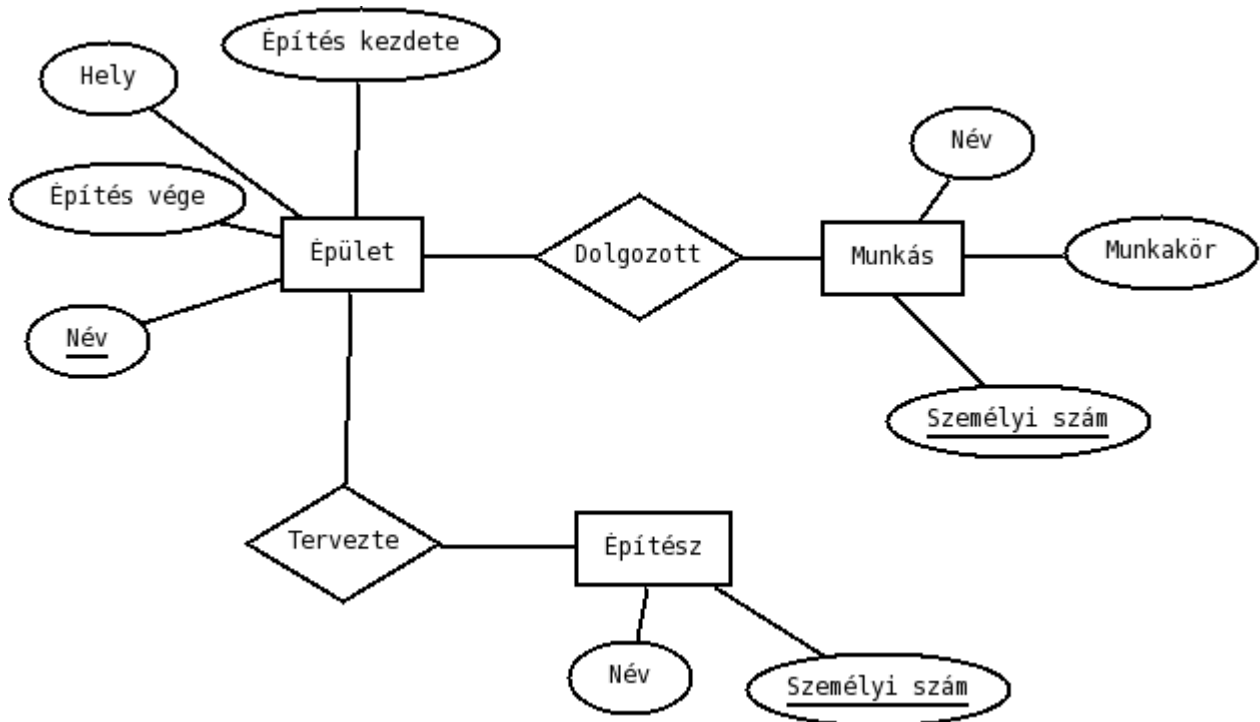 Építés kezdete
Hely
Név
Építés vége
Épület
Dolgozott
Munkás
Munkakör
Név
Személyi szám
Tervezte
Építész
Név
Személyi szám